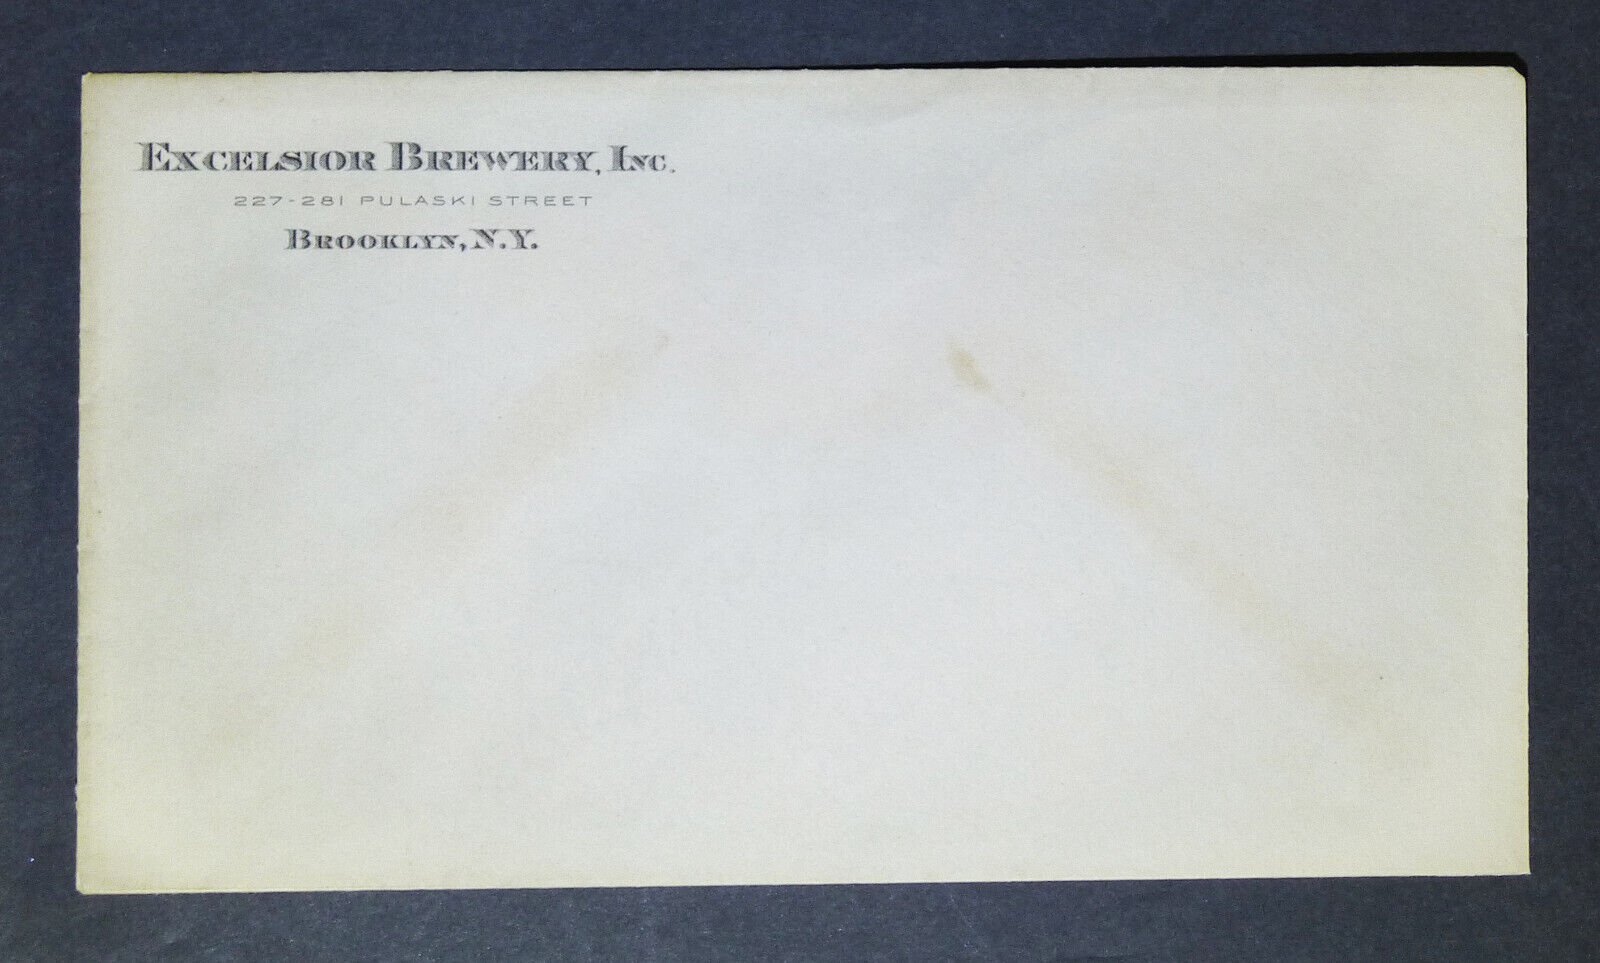 EXCELSIOR BREWERY, INC.
227-281 PULASKI STREET
BROOKLYN, N.Y.